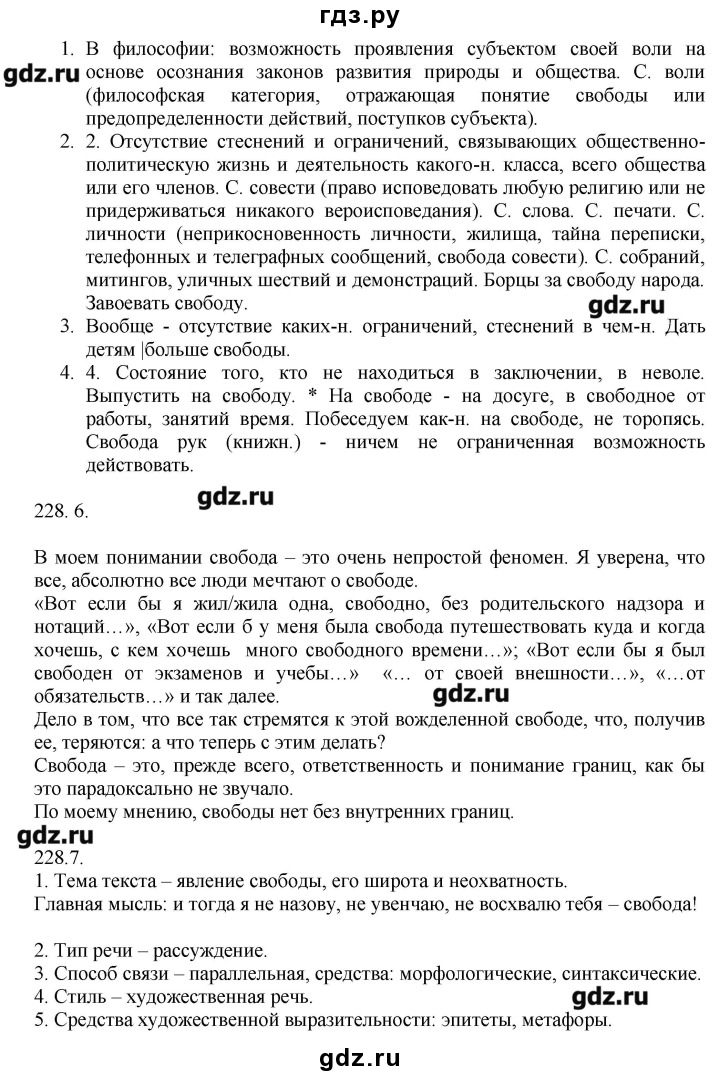 гдз.ру
1. В философии: возможность проявления субъектом своей воли на
gdz.ru основе осознания законов развития природы и общества. С. воли
(философская категория, отражающая понятие свободы или
предопределенности действий, поступков субъекта).
2. 2. Отсутствие стеснений и ограничений, связывающих общественно-
политическую жизнь и деятельность какого-н. класса, всего общества
или его членов. С. совести (право исповедовать любую религию или не
придерживаться никакого вероисповедания). С. слова. С. печати. С.
личности (неприкосновенность личности, жилища, тайна переписки,
телефонных и телеграфных сообщений, свобода совести). С. собраний,
митингов, уличных шествий и демонстраций. Борцы за свободу народа.
Завоевать свободу.
gdz.ru
3. Вообще - отсутствие каких-н. ограничений, стеснений в чем-н. Дать
детям |больше свободы.
4. 4. Состояние того, кто не находиться в заключении, в неволе.
Выпустить на свободу. * На свободе - на досуге, в свободное от
работы, занятий время. Побеседуем как-н. на свободе, не торопясь.
Свобода рук (книжн.) - ничем не ограниченная возможность
действовать.
gdz.ru
228. 6.
В моем понимании свобода – это очень непростой феномен. Я уверена, что
все, абсолютно все люди мечтают о свободе.
«Вот если бы я жил/жила одна, свободно, без родительского надзора и
нотаций…», «Вот если б у меня была свобода путешествовать куда и когда
хочешь, с кем хочешь много свободного времени…»; «Вот если бы я был
свободен от экзаменов и учебы…» «… от своей внешности…», «…от
обязательств…» и так далее.
gdz.ru
Дело в том, что все так стремятся к этой вожделенной свободе, что, получив
ее, теряются: а что теперь с этим делать?
Свобода – это, прежде всего, ответственность и понимание границ, как бы
это парадоксально не звучало.
По моему мнению, свободы нет без внутренних границ.
gdz.ru
228.7.
1. Тема текста – явление свободы, его широта и неохватность.
Главная мысль: и тогда я не назову, не увенчаю, не восхвалю тебя – свобода!
2. Тип речи – рассуждение.
3. Способ связи – параллельная, средства: морфологические, синтаксические.
4. Стиль – художественная речь.
gdz.ru
5. Средства художественной выразительности: эпитеты, метафоры.
gdz.ru